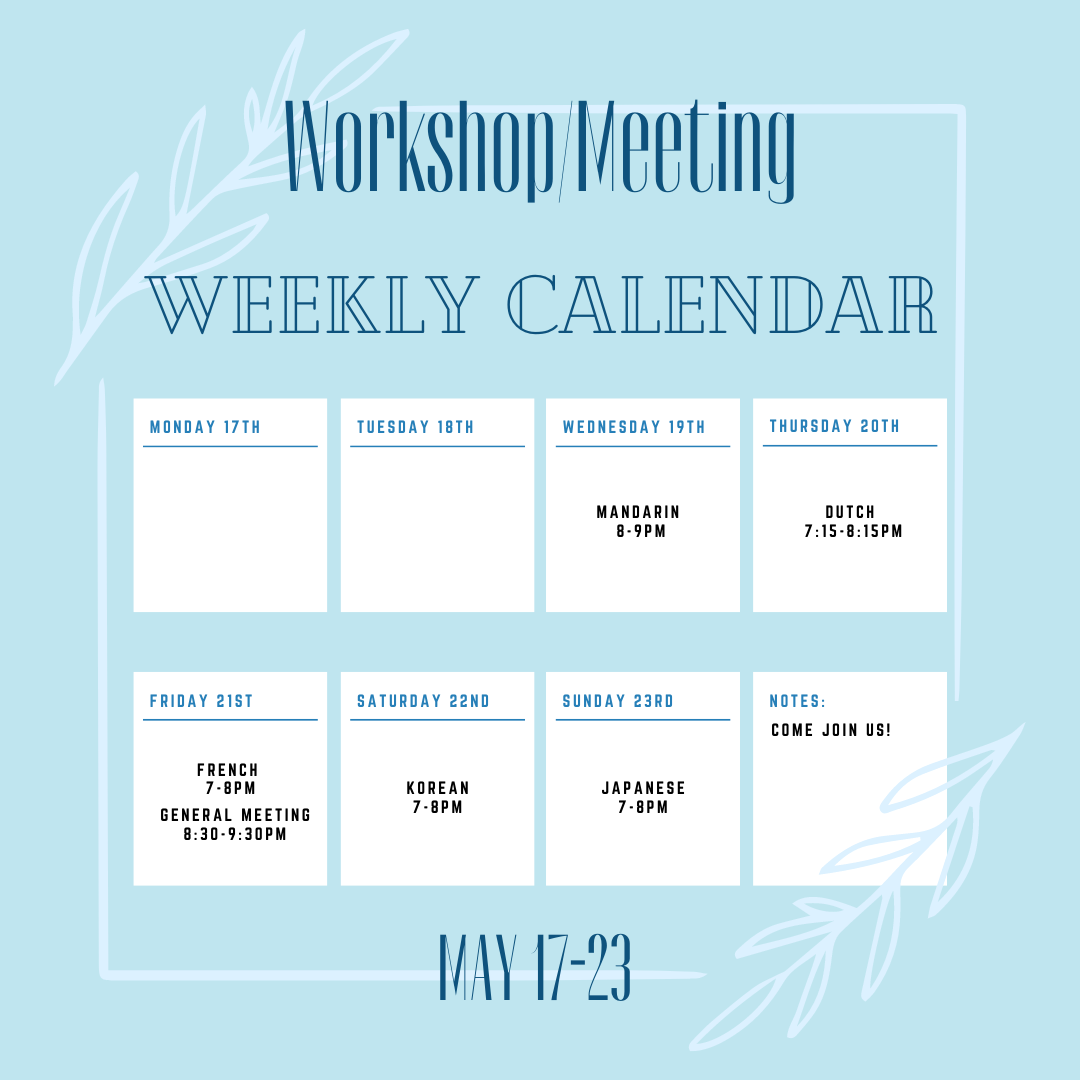 Workshop/Meeting
WEEKLY CALENDAR
MONDAY 17TH
TUESDAY 18TH
WEDNESDAY 19TH
MANDARIN
8-9PM
THURSDAY 20TH
DUTCH
7:15-8:15PM
FRIDAY 21ST
FRENCH
7-8PM
GENERAL MEETING
8:30-9:30PM
SATURDAY 22ND
KOREAN
7-8PM
SUNDAY 23RD
JAPANESE
7-8PM
NOTES:
COME JOIN US!
MAY 17-23